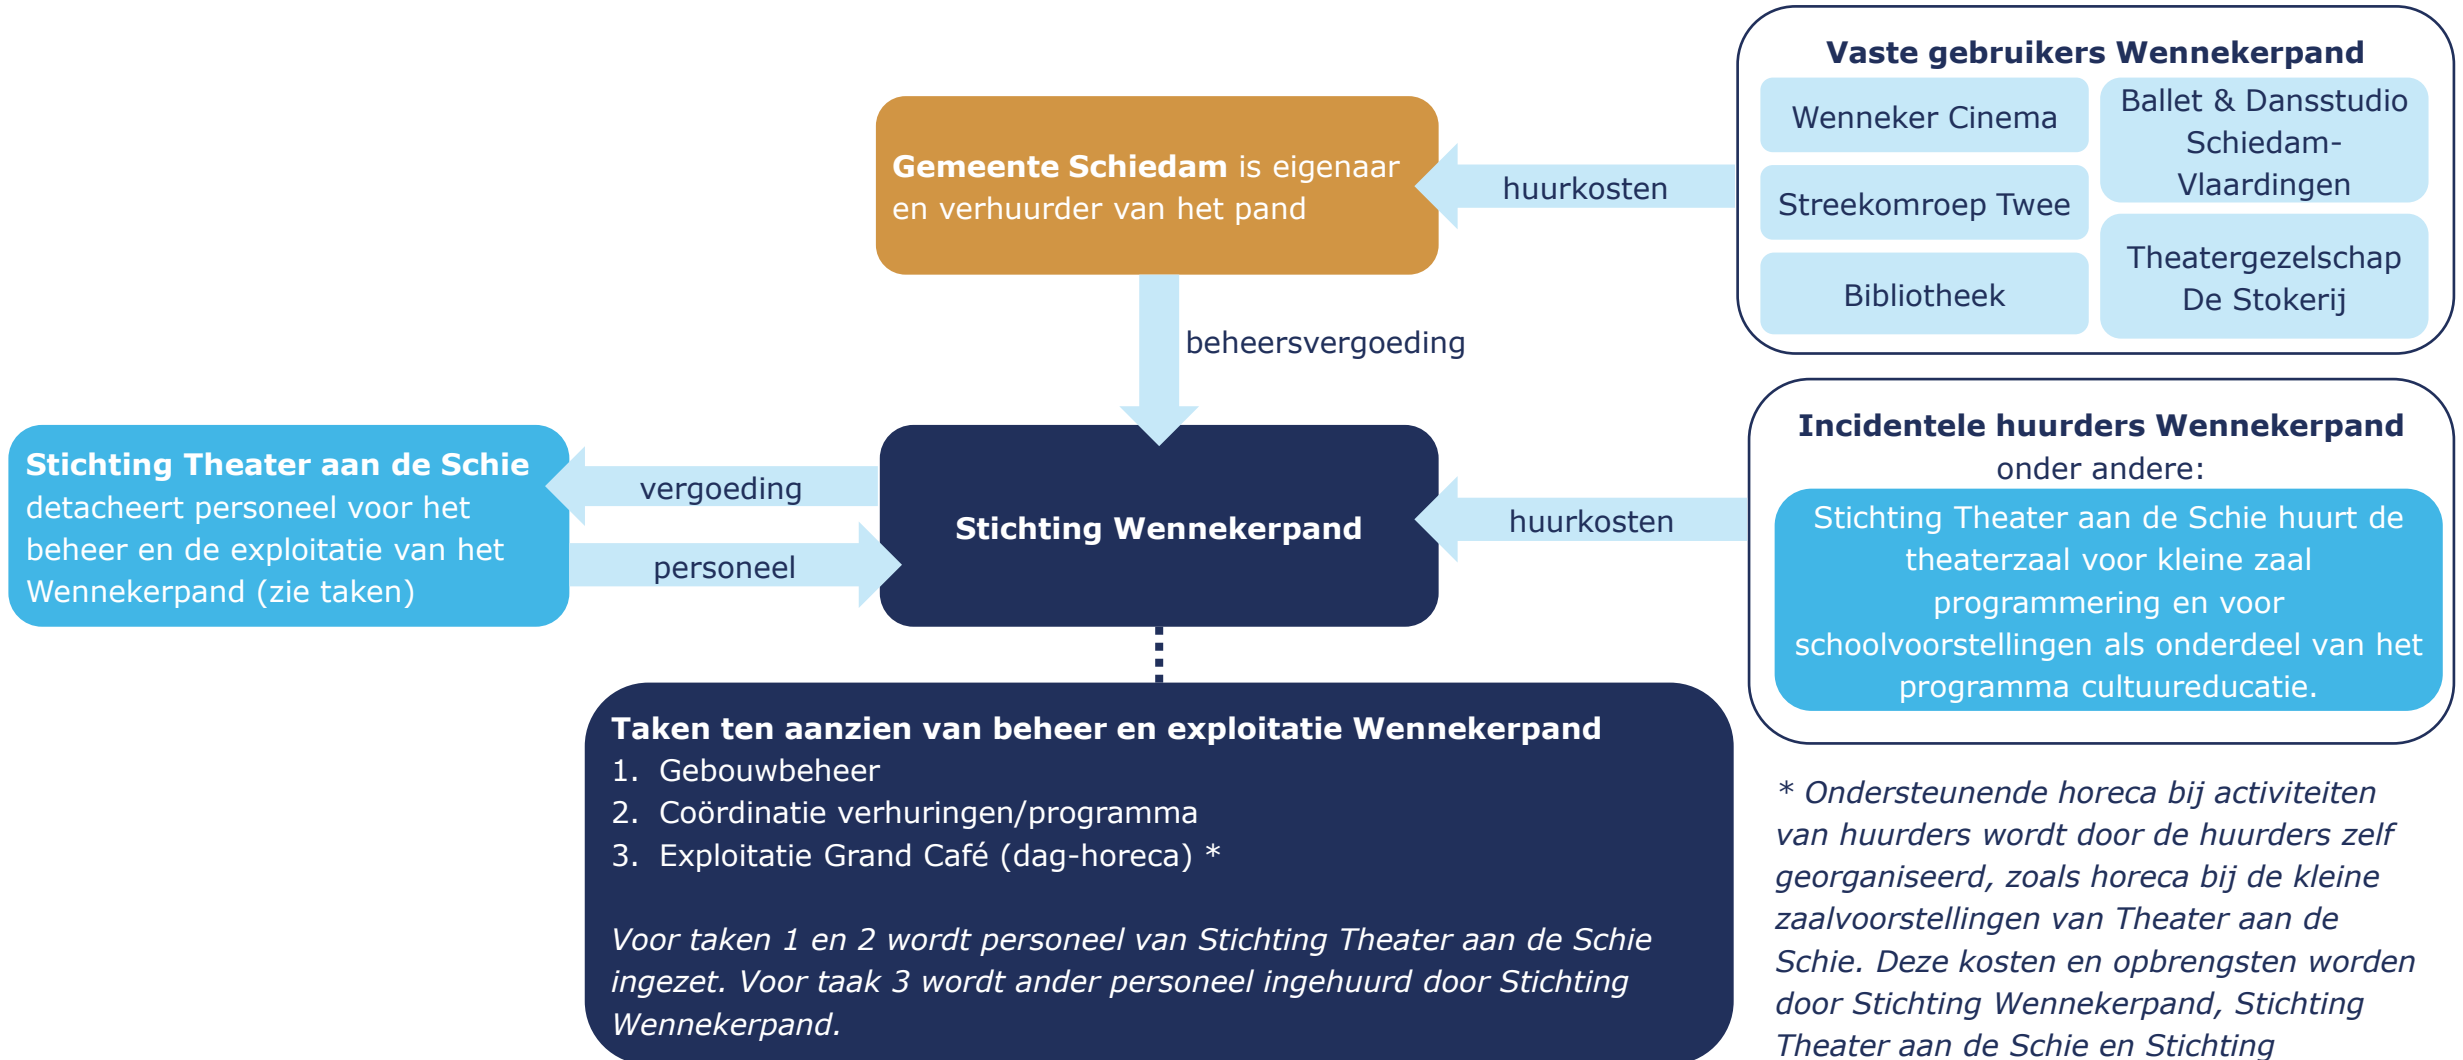 Vaste gebruikers Wennekerpand
Wenneker Cinema
Streekomroep Twee
Bibliotheek
Ballet & Dansstudio
Schiedam-
Vlaardingen
Theatergezelschap
De Stokerij
Gemeente Schiedam is eigenaar
en verhuurder van het pand
huurkosten
beheersvergoeding
Stichting Theater aan de Schie
detacheert personeel voor het
beheer en de exploitatie van het
Wennekerpand (zie taken)
vergoeding
personeel
Stichting Wennekerpand
huurkosten
Incidentele huurders Wennekerpand
onder andere:
Stichting Theater aan de Schie huurt de
theaterzaal voor kleine zaal
programmering en voor
schoolvoorstellingen als onderdeel van het
programma cultuureducatie.
Taken ten aanzien van beheer en exploitatie Wennekerpand
1. Gebouwbeheer
2. Coördinatie verhuringen/programma
3. Exploitatie Grand Café (dag-horeca) *
Voor taken 1 en 2 wordt personeel van Stichting Theater aan de Schie
ingezet. Voor taak 3 wordt ander personeel ingehuurd door Stichting
Wennekerpand.
* Ondersteunende horeca bij activiteiten
van huurders wordt door de huurders zelf
georganiseerd, zoals horeca bij de kleine
zaalvoorstellingen van Theater aan de
Schie. Deze kosten en opbrengsten worden
door Stichting Wennekerpand, Stichting
Theater aan de Schie en Stichting